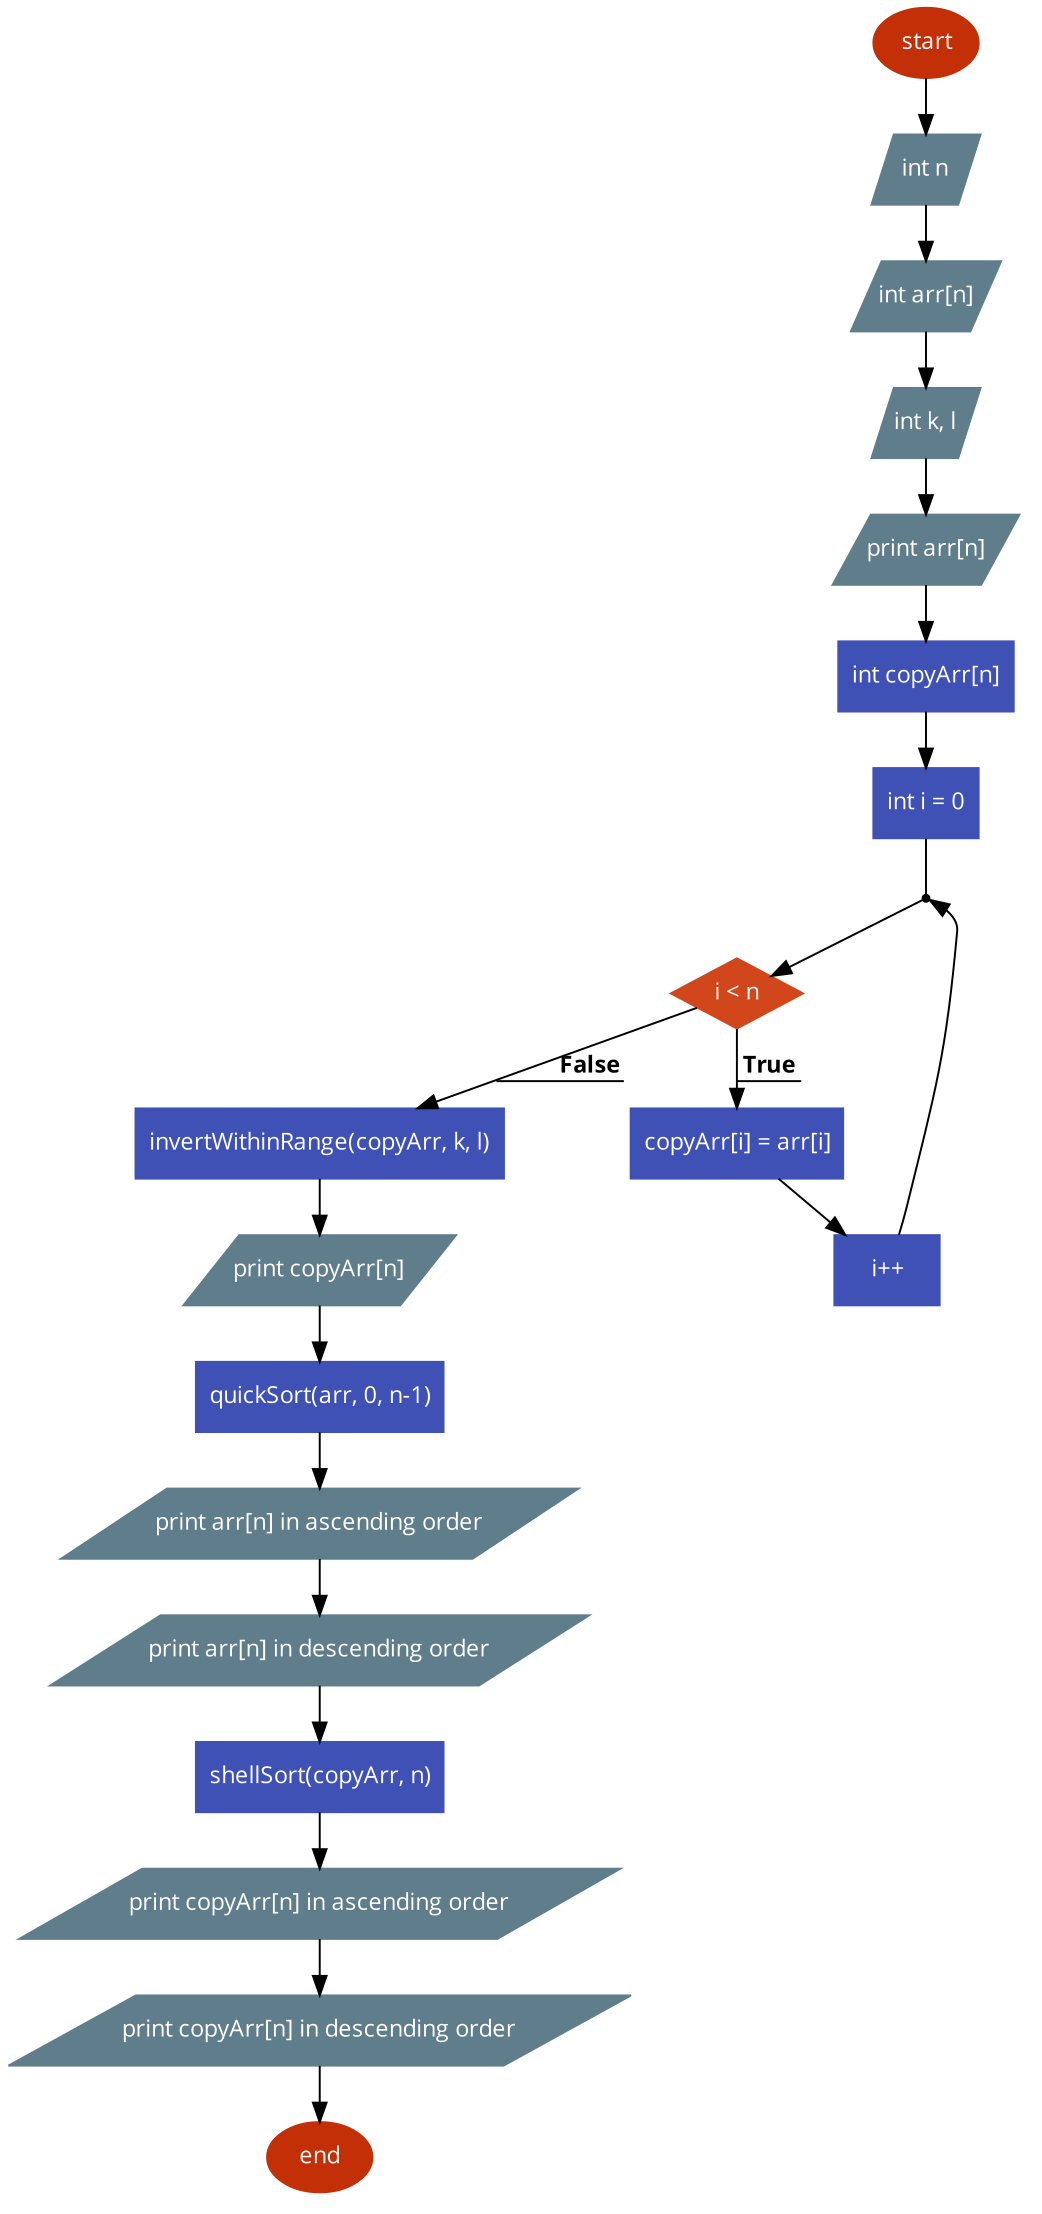 start
int n
int arr[n]
int k, l
print arr[n]
int copyArr[n]
int i = 0
i < n
False
True
invertWithinRange(copyArr, k, l)
copyArr[i] = arr[i]
print copyArr[n]
i++
quickSort(arr, 0, n-1)
print arr[n] in ascending order
print arr[n] in descending order
shellSort(copyArr, n)
print copyArr[n] in ascending order
print copyArr[n] in descending order
end